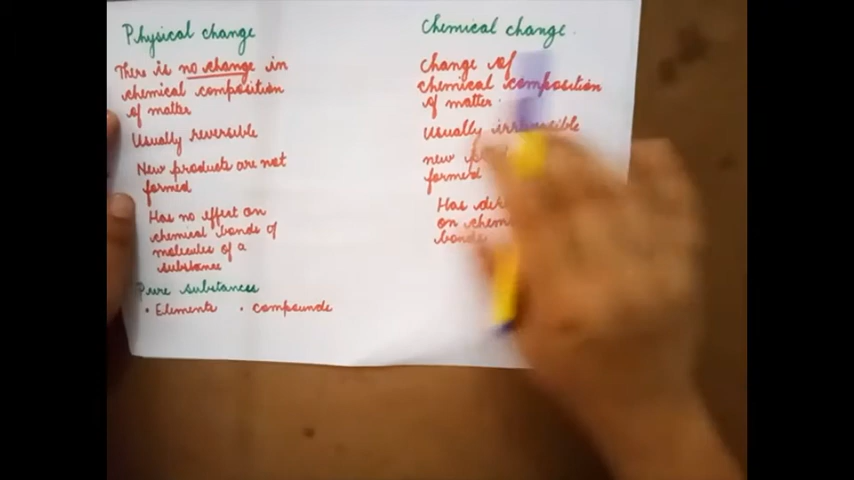 Physical change
There is no change in
chemical composition
of matter
Usually reversible
New products are not
formed
Has no effect on
chemical bonds of
molecules of a
substance
Pure substances
• Elements • compounds
Chemical change.
Change of
chemical composition
of matter.
Usually
new
formed
Has
on
bonds